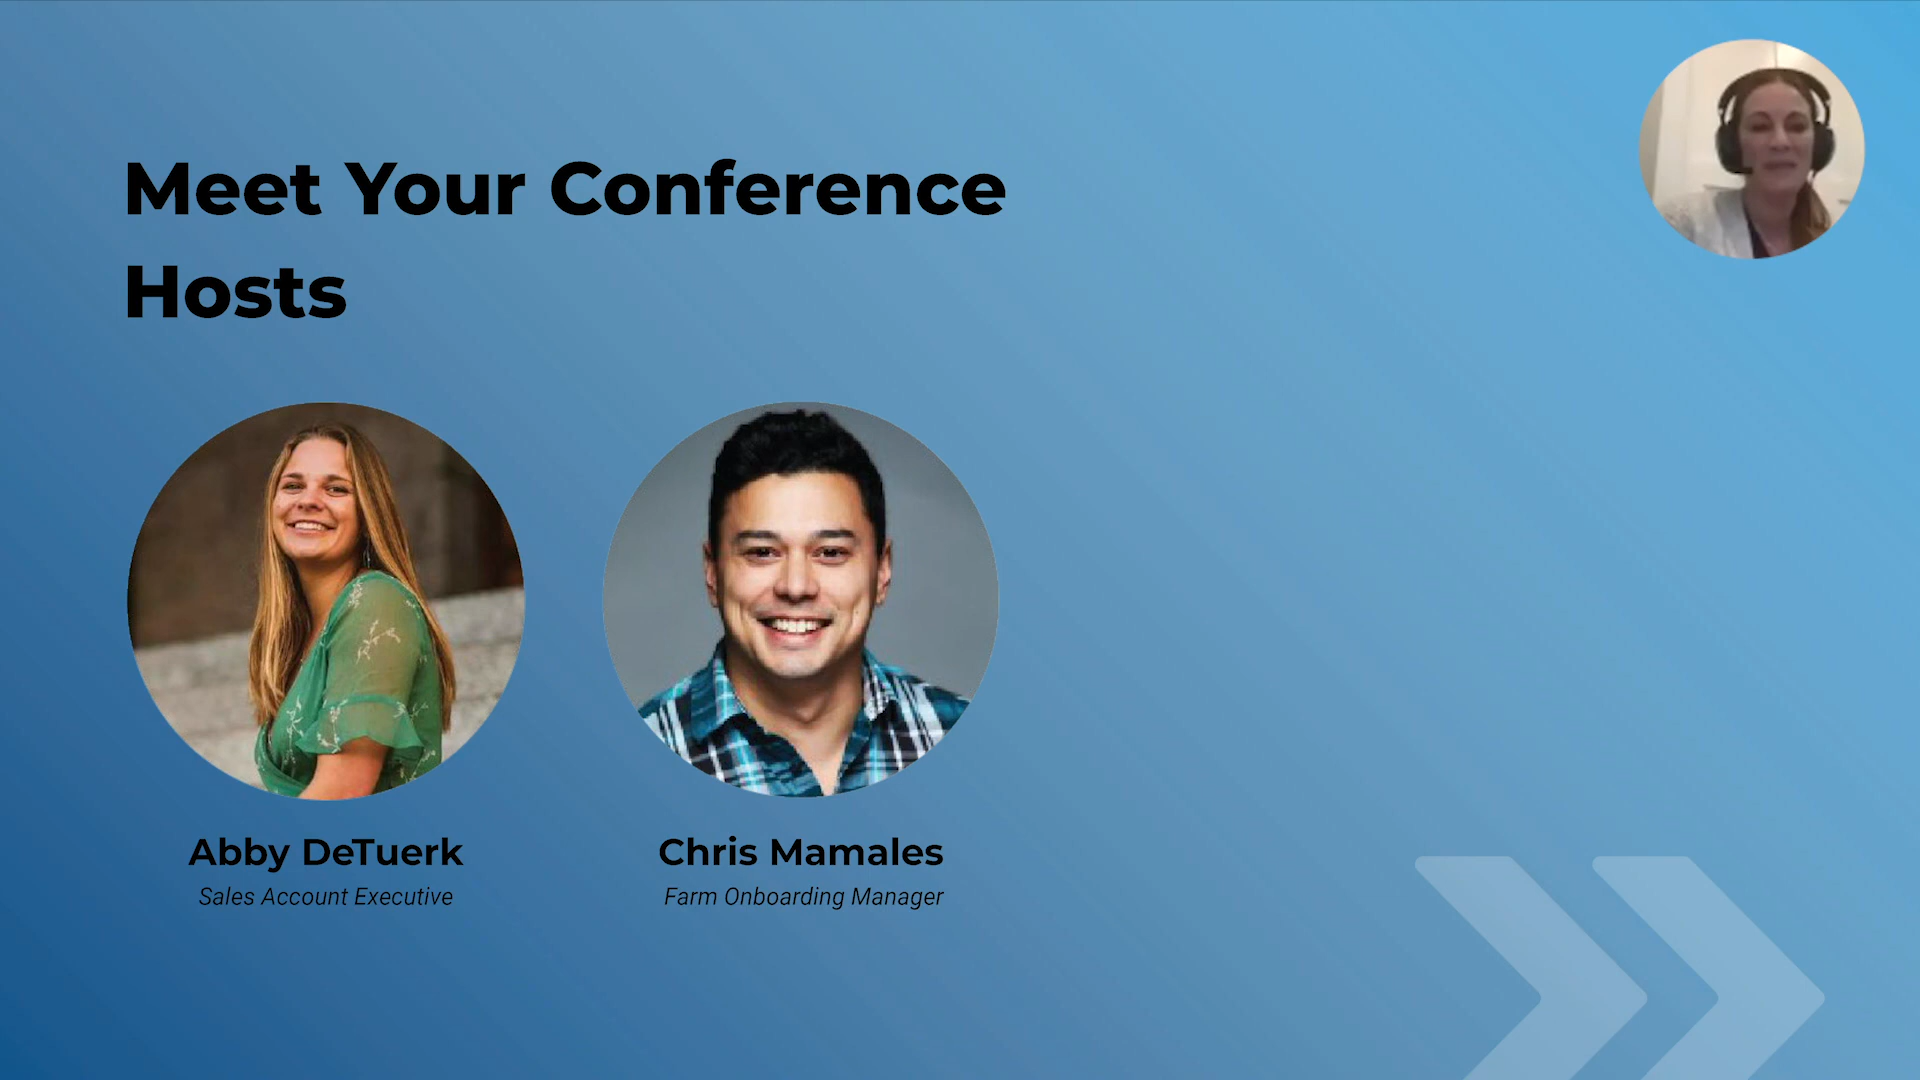 Meet Your Conference
Hosts
Abby DeTuerk
Chris Mamales
Sales Account Executive
Farm Onboarding Manager